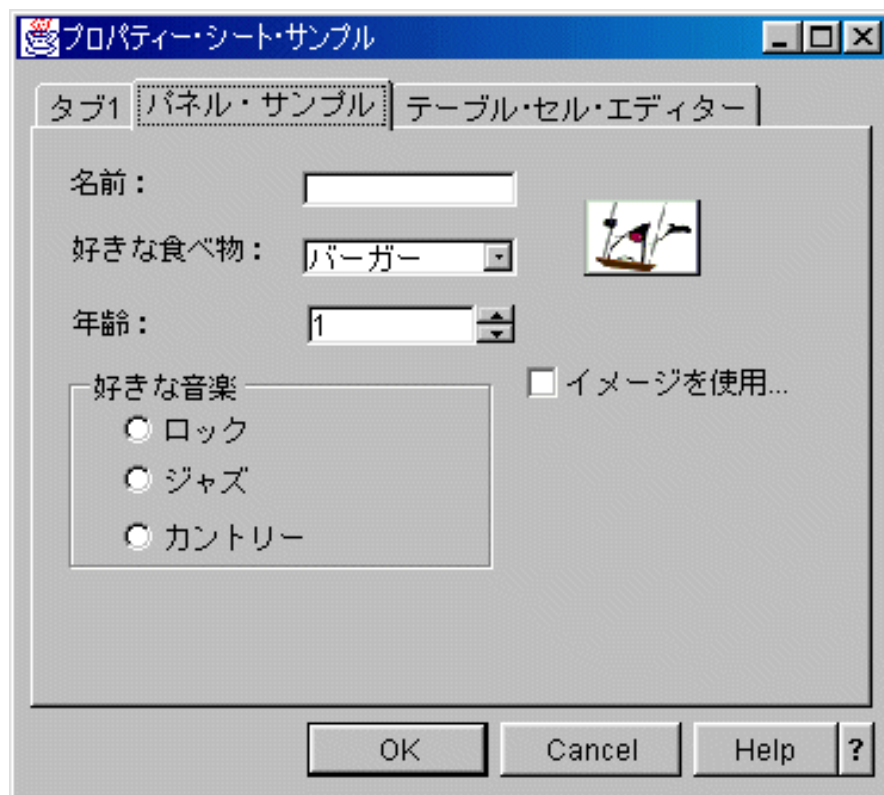 プロパティー・シート・サンプル
タブ1 パネル・サンプル テーブル・セル・エディター
名前：
好きな食べ物： バーガー
年齢： 1
好きな音楽 イメージを使用...
ロック
ジャズ
カントリー
OK Cancel Help ?